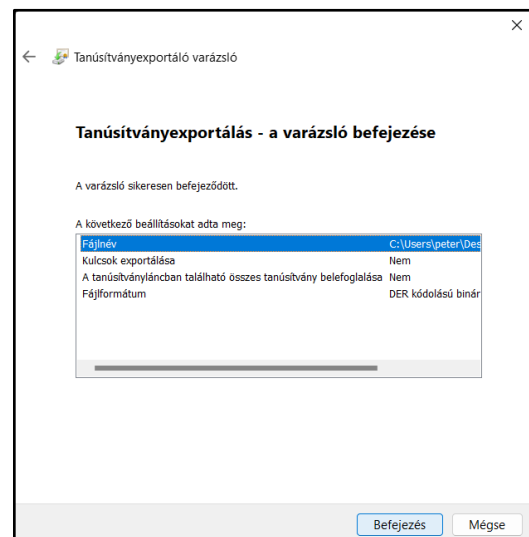 Tanúsítványexportáló varázsló
Tanúsítványexportálás - a varázsló befejezése
A varázsló sikeresen befejeződött.
A következő beállításokat adta meg:
Fájlnév C:\Users\peter\Des
Kulcsok exportálása Nem
A tanúsítványláncban található összes tanúsítvány belefoglalása Nem
Fájlformátum DER kódolású binár
Befejezés Mégse